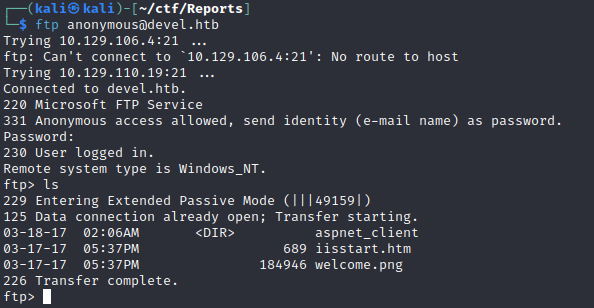 ┌──(kali㉿kali)-[~/ctf/Reports]
└─$ ftp anonymous@devel.htb
Trying 10.129.106.4:21 ...
ftp: Can't connect to `10.129.106.4:21': No route to host
Trying 10.129.110.19:21 ...
Connected to devel.htb.
220 Microsoft FTP Service
331 Anonymous access allowed, send identity (e-mail name) as password.
Password:
230 User logged in.
Remote system type is Windows_NT.
ftp> ls
229 Entering Extended Passive Mode (|||49159|)
125 Data connection already open; Transfer starting.
03-18-17  02:06AM       <DIR>          aspnet_client
03-17-17  05:37PM                  689 iisstart.htm
03-17-17  05:37PM               184946 welcome.png
226 Transfer complete.
ftp>